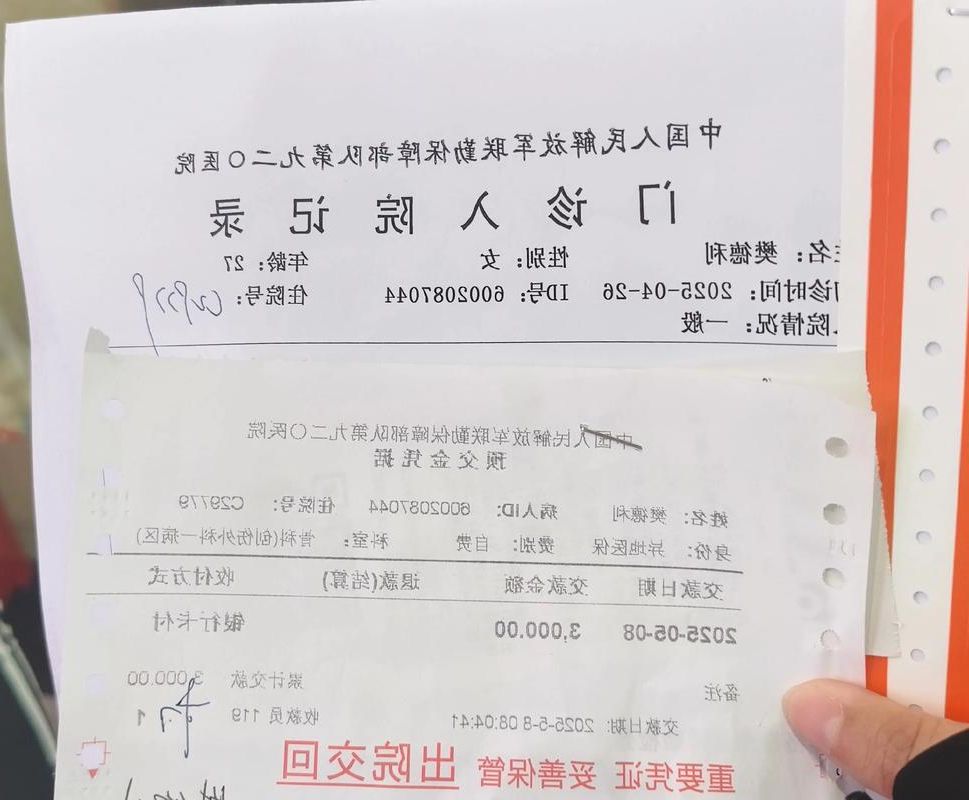 中国人民解放军联勤保障部队第九二〇医院
门诊入院记录
姓名：樊德利 性别：女 年龄：27
初诊时间：2025-04-26 ID号：6002087044 住院号：
入院情况：一般
中国人民解放军联勤保障部队第九二〇医院
预交金凭据
姓名：樊德利 病人ID：6002087044 住院号：C29779
身份：异地医保 费别：自费 科室：骨科(创伤外科一病区)
交款日期 交款金额 退款(结算) 收付方式
2025-05-08 3,000.00 银行卡付
备注 累计交款 3,000.00
交款日期：2025-5-8 08:04:41 收款员 119 1
重要凭证 妥善保管 出院交回